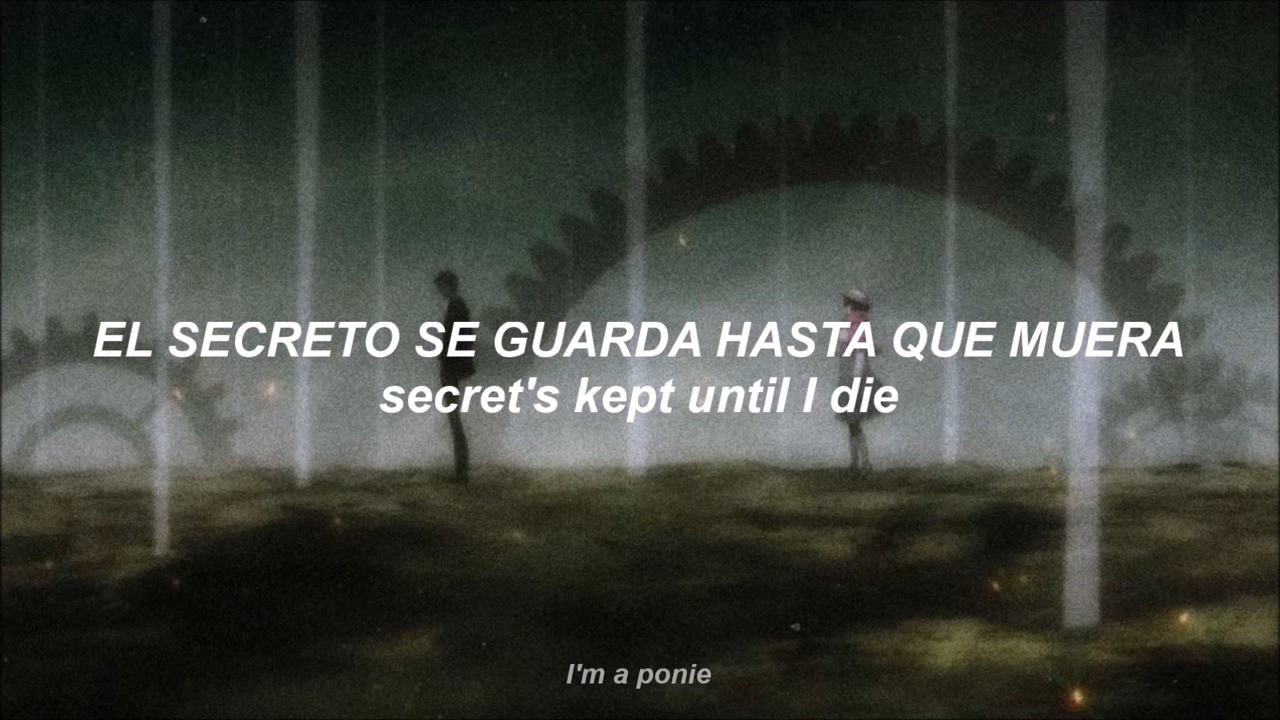 EL SECRETO SE GUARDA HASTA QUE MUERA
secret's kept until I die
I'm a ponie